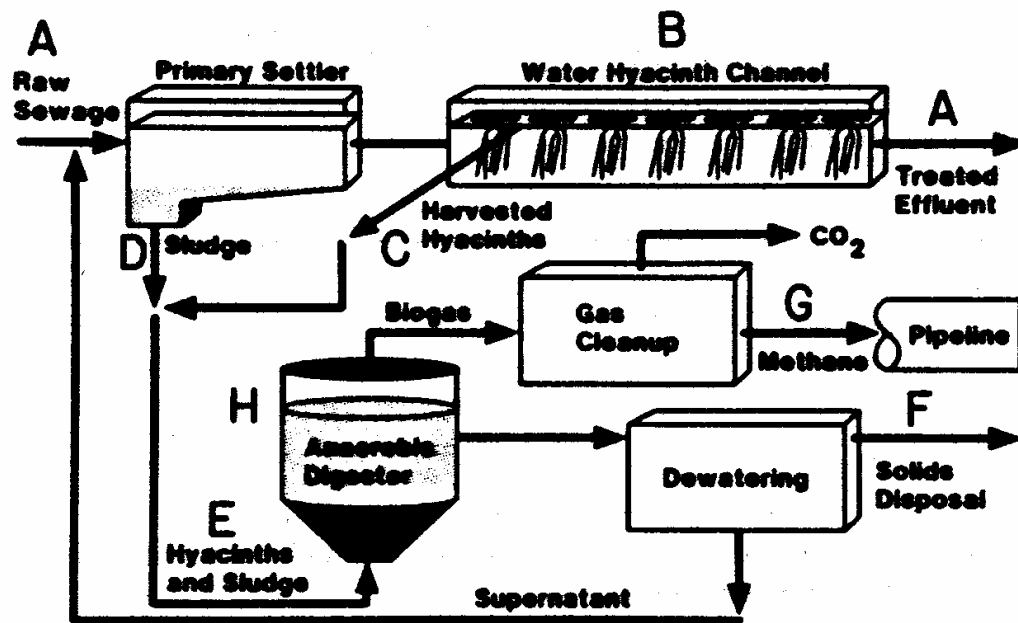 A
Raw
Sewage
Primary Settler
B
Water Hyacinth Channel
A
Treated
Effluent
Harvested
Hyacinths
C
D
Sludge
CO2
Biogas
Gas
Cleanup
G
Methane
Pipeline
H
Anaerobic
Digester
F
Dewatering
Solids
Disposal
E
Hyacinths
and Sludge
Supernatant